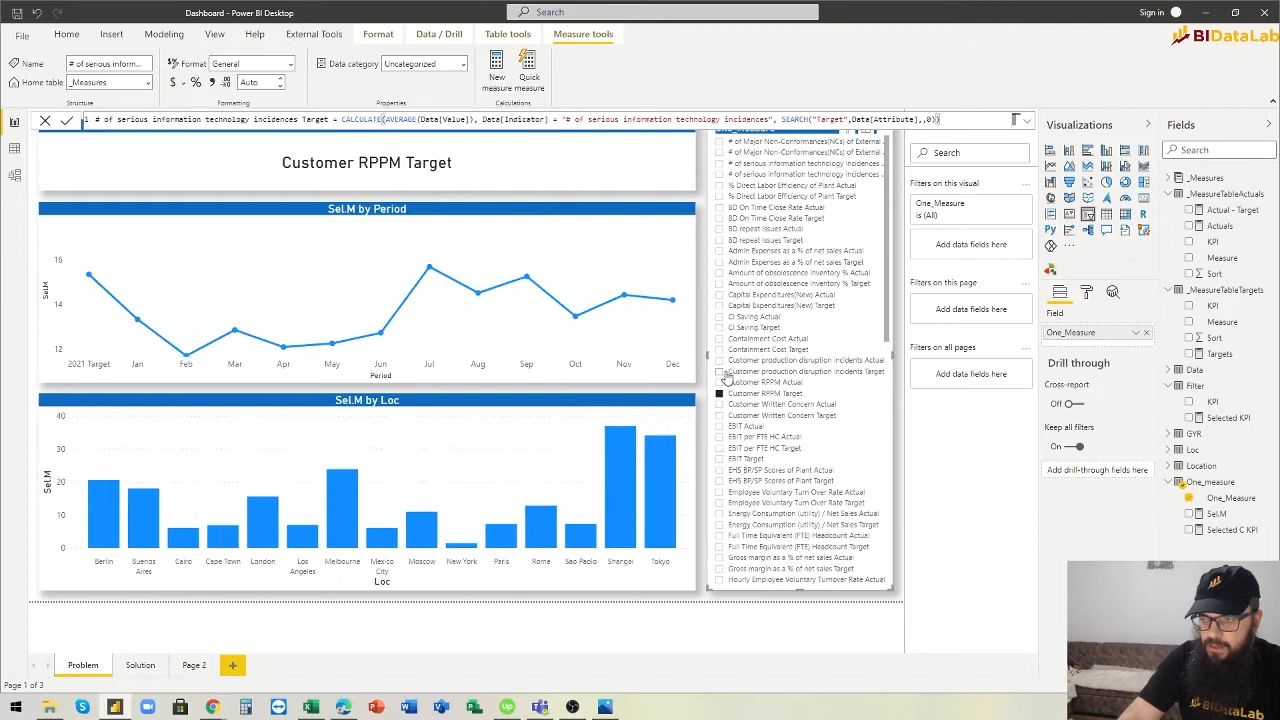 Dashboard - Power BI Desktop
Search
Sign in
File
Home
Insert
Modeling
View
Help
External Tools
Format
Data / Drill
Table tools
Measure tools
BIDataLab
Name
# of serious inform...
Home table
_Measures
Structure
Format
General
$
%
Auto
Formatting
Data category
Uncategorized
Properties
New measure
Quick measure
Calculations
1 # of serious information technology incidences Target = CALCULATE(AVERAGE(Data[Value]), Data[Indicator] = "# of serious information technology incidences", SEARCH("Target",Data[Attribute],,0))
Customer RPPM Target
Sel.M by Period
Sel.M
16
14
12
2021 Target
Jan
Feb
Mar
Apr
May
Jun
Jul
Aug
Sep
Oct
Nov
Dec
Period
Sel.M by Loc
Sel.M
40
30
20
10
0
Berlin
Buenos Aires
Cairo
Cape Town
London
Los Angeles
Melbourne
Mexico City
Moscow
New York
Paris
Rome
Sao Paolo
Shangai
Tokyo
Loc
# of Major Non-Conformances(NCs) of External ...
# of Major Non-Conformances(NCs) of External ...
# of serious information technology incidences ...
# of serious information technology incidences ...
% Direct Labor Efficiency of Plant Actual
% Direct Labor Efficiency of Plant Target
8D On Time Close Rate Actual
8D On Time Close Rate Target
8D repeat Issues Actual
8D repeat Issues Target
Admin Expenses as a % of net sales Actual
Admin Expenses as a % of net sales Target
Amount of obsolescence inventory % Actual
Amount of obsolescence inventory % Target
Capital Expenditures(New) Actual
Capital Expenditures(New) Target
CI Saving Actual
CI Saving Target
Containment Cost Actual
Containment Cost Target
Customer production disruption incidents Actual
Customer production disruption incidents Target
Customer RPPM Actual
Customer RPPM Target
Customer Written Concern Actual
Customer Written Concern Target
EBIT Actual
EBIT per FTE HC Actual
EBIT per FTE HC Target
EBIT Target
EHS BP/SP Scores of Plant Actual
EHS BP/SP Scores of Plant Target
Employee Voluntary Turn Over Rate Actual
Employee Voluntary Turn Over Rate Target
Energy Consumption (utility) / Net Sales Actual
Energy Consumption (utility) / Net Sales Target
Full Time Equivalent (FTE) Headcount Actual
Full Time Equivalent (FTE) Headcount Target
Gross margin as a % of net sales Actual
Gross margin as a % of net sales Target
Hourly Employee Voluntary Turnover Rate Actual
Search
Filters on this visual
...
One_Measure
is (All)
Add data fields here
Filters on this page
...
Add data fields here
Filters on all pages
...
Add data fields here
Visualizations
Field
One_Measure
Drill through
Cross-report
Off
Keep all filters
On
Add drill-through fields here
Fields
Search
_Measures
_MeasureTableActuals
Actual - Target
Actuals
KPI
Measure
Sort
_MeasureTableTargets
KPI
Measure
Sort
Targets
Data
Filter
KPI
Selected KPI
GYR
Loc
Location
One_measure
One_Measure
Sel.M
Selected C KPI
Problem
Solution
Page 2
Page 1 of 3